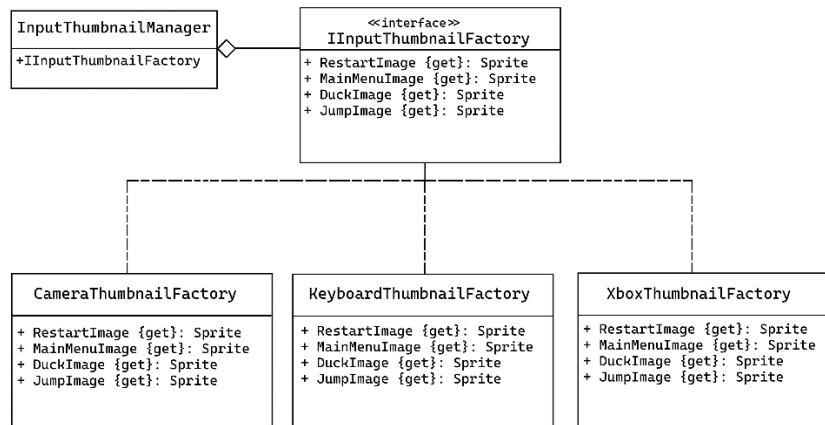 InputThumbnailManager
+IInputThumbnailFactory
<<interface>>
IInputThumbnailFactory
+ RestartImage {get}: Sprite
+ MainMenuImage {get}: Sprite
+ DuckImage {get}: Sprite
+ JumpImage {get}: Sprite
CameraThumbnailFactory
+ RestartImage {get}: Sprite
+ MainMenuImage {get}: Sprite
+ DuckImage {get}: Sprite
+ JumpImage {get}: Sprite
KeyboardThumbnailFactory
+ RestartImage {get}: Sprite
+ MainMenuImage {get}: Sprite
+ DuckImage {get}: Sprite
+ JumpImage {get}: Sprite
XboxThumbnailFactory
+ RestartImage {get}: Sprite
+ MainMenuImage {get}: Sprite
+ DuckImage {get}: Sprite
+ JumpImage {get}: Sprite